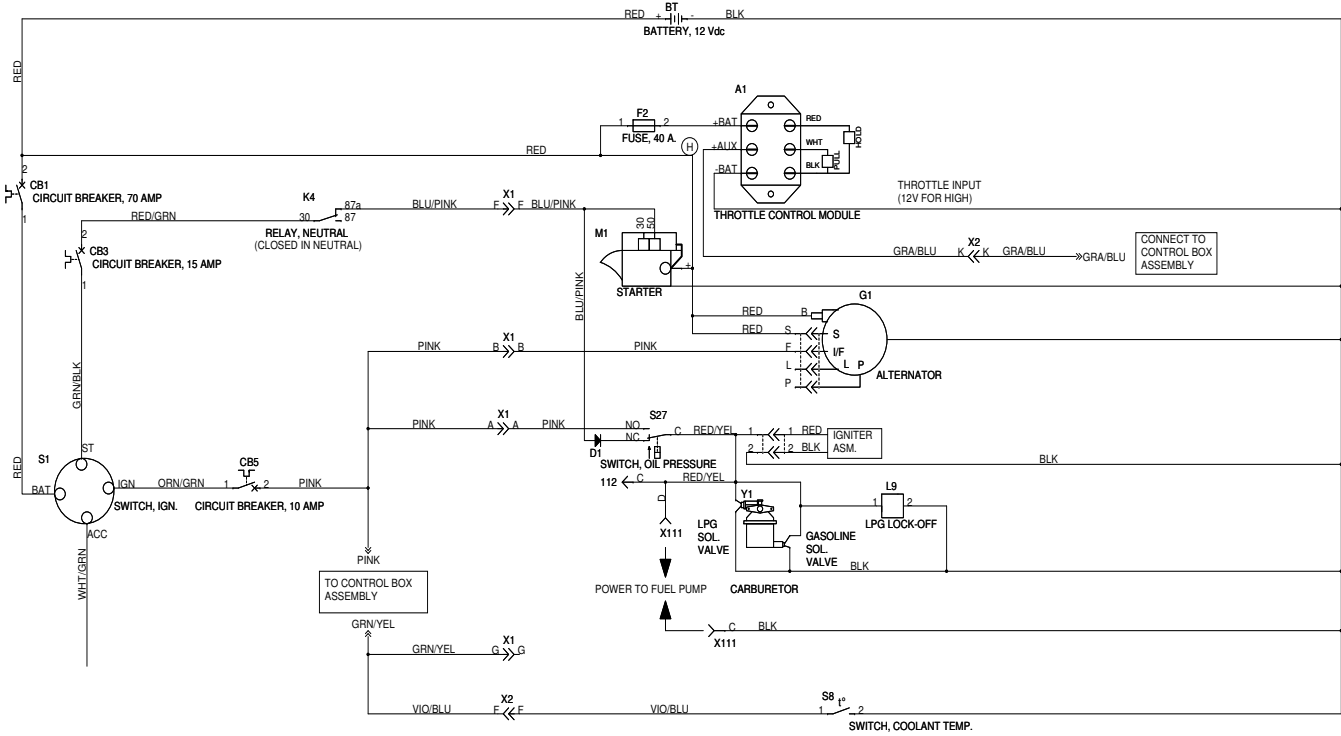 BT
RED + - BLK
BATTERY, 12 Vdc
RED
A1
F2
1 2
FUSE, 40 A.
+BAT
RED
HOLD
+AUX
WHT
PULL
-BAT
BLK
H
RED
THROTTLE CONTROL MODULE
THROTTLE INPUT
(12V FOR HIGH)
2
CB1
CIRCUIT BREAKER, 70 AMP
1
K4
RED/GRN
30
87a
87
RELAY, NEUTRAL
(CLOSED IN NEUTRAL)
BLU/PINK
X1
F F
BLU/PINK
2
CB3
CIRCUIT BREAKER, 15 AMP
1
M1
30
50
+
STARTER
BLU/PINK
X2
GRA/BLU
K K
GRA/BLU
GRA/BLU
CONNECT TO
CONTROL BOX
ASSEMBLY
G1
RED
B
RED
S
S
PINK
X1
B B
PINK
F
I/F
L
L P
P
ALTERNATOR
GRN/BLK
PINK
X1
A A
PINK
S27
NO
NC
C
RED/YEL
D1
SWITCH, OIL PRESSURE
1 1
RED
2 2
BLK
IGNITER
ASM.
BLK
RED
S1
ST
BAT
IGN
ACC
SWITCH, IGN.
ORN/GRN
CB5
1 2
PINK
CIRCUIT BREAKER, 10 AMP
WHT/GRN
112
C
RED/YEL
D
X111
Y1
LPG
SOL.
VALVE
GASOLINE
SOL.
VALVE
L9
1 2
LPG LOCK-OFF
BLK
PINK
TO CONTROL BOX
ASSEMBLY
GRN/YEL
POWER TO FUEL PUMP
CARBURETOR
C
BLK
X111
GRN/YEL
X1
G G
VIO/BLU
X2
F F
VIO/BLU
S8
t°
1 2
SWITCH, COOLANT TEMP.